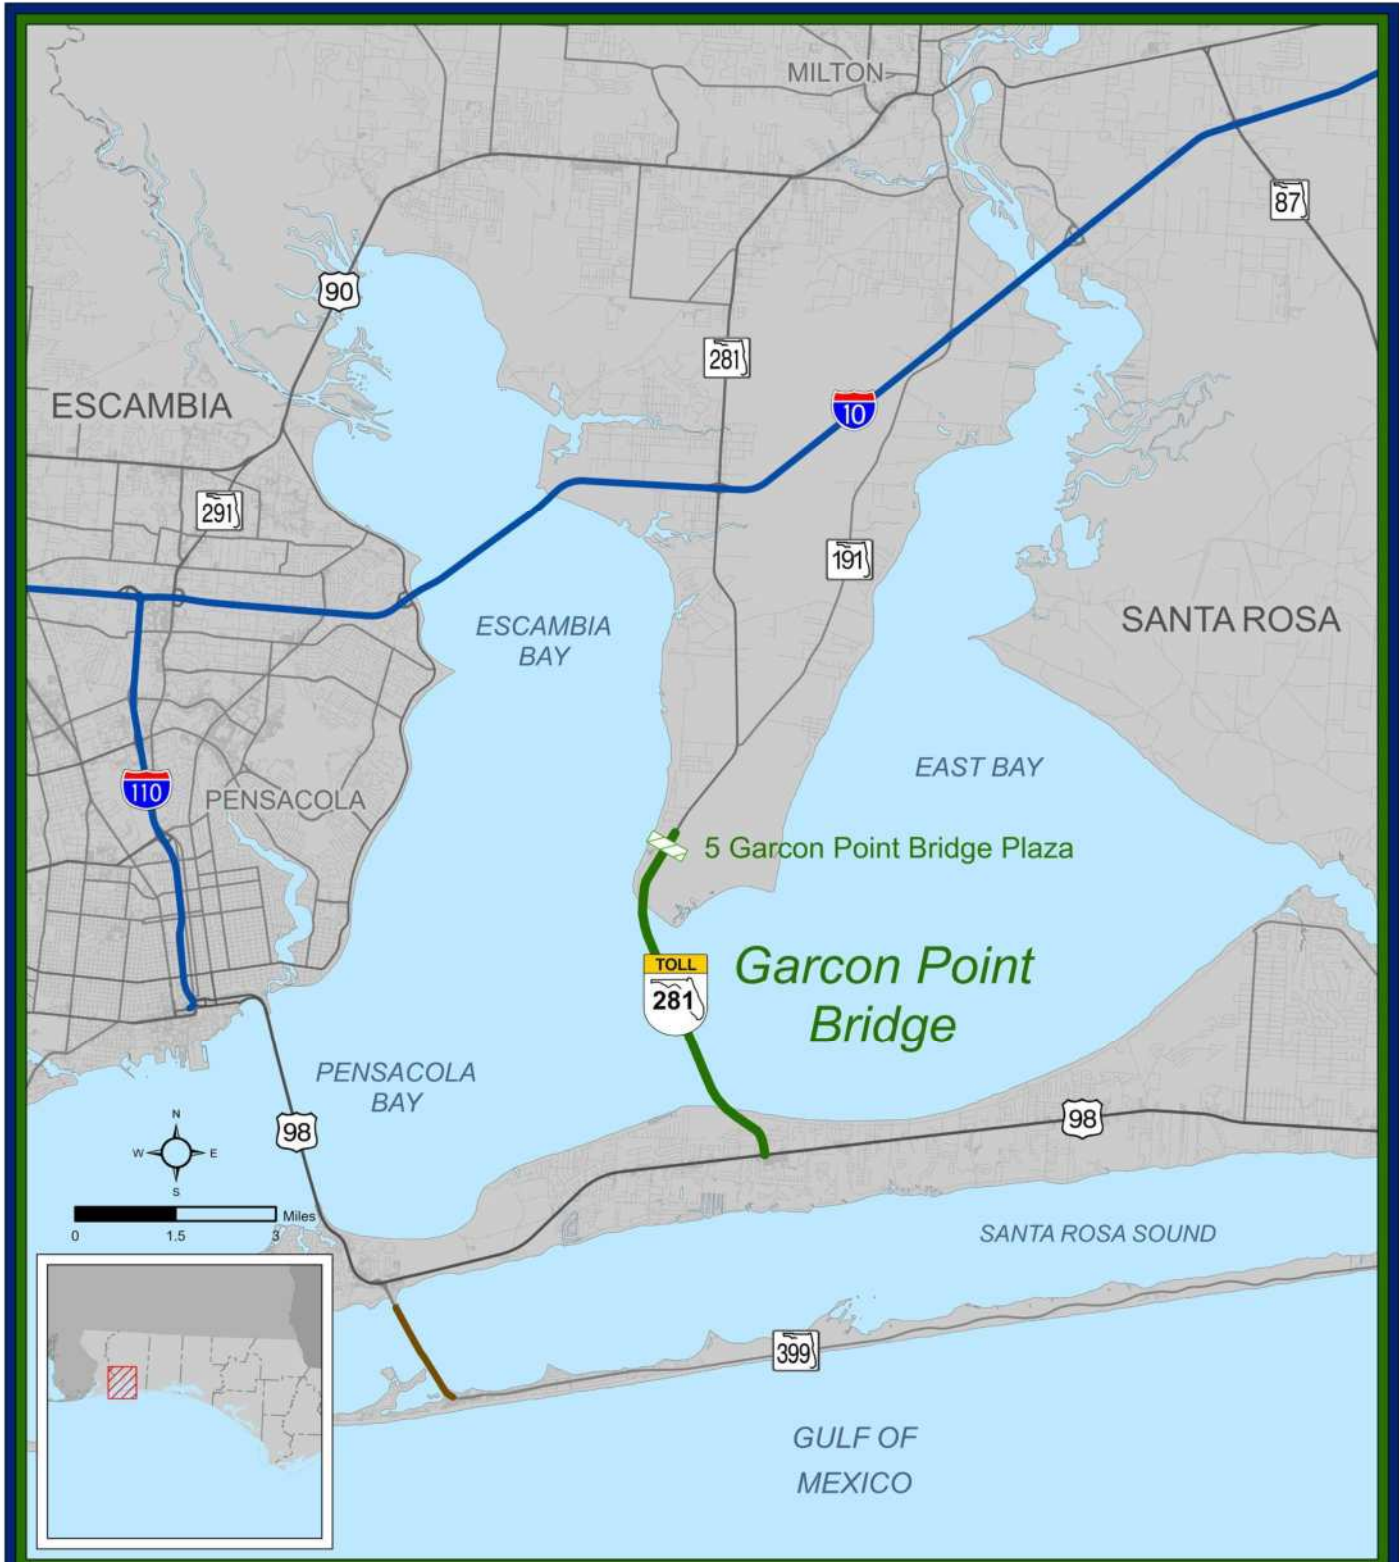 MILTON
87
90
281
ESCAMBIA
10
291
191
ESCAMBIA
BAY
SANTA ROSA
EAST BAY
110
PENSACOLA
5 Garcon Point Bridge Plaza
TOLL
281
Garcon Point
Bridge
PENSACOLA
BAY
98
98
N
W
E
S
Miles
0
1.5
3
SANTA ROSA SOUND
399
GULF OF
MEXICO